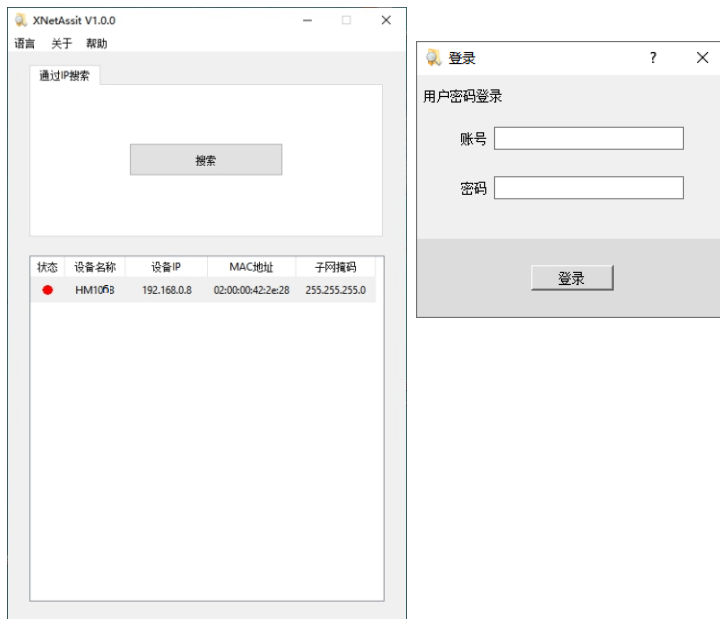 XNetAssit V1.0.0
语言 关于 帮助
通过IP搜索
搜索
状态 设备名称 设备IP MAC地址 子网掩码
HM106B 192.168.0.8 02:00:00:42:2e:28 255.255.255.0
登录 ?
用户密码登录
账号
密码
登录